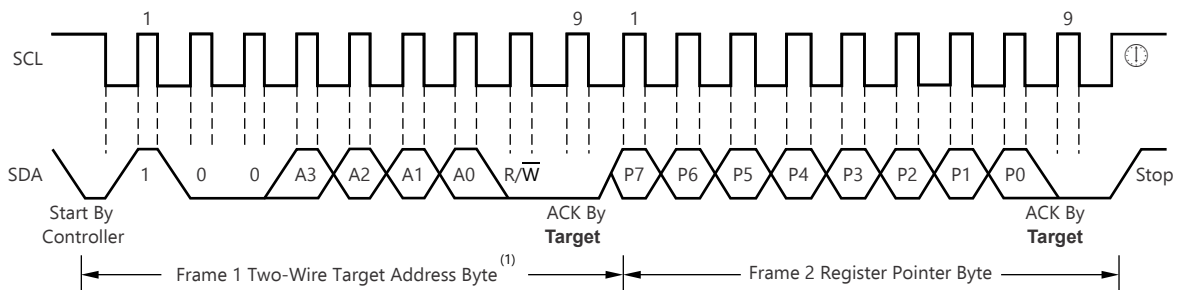 1 9 1 9
SCL
SDA 1 0 0 A3 A2 A1 A0 R/W̅ P7 P6 P5 P4 P3 P2 P1 P0 Stop
Start By
Controller
ACK By
Target
ACK By
Target
Frame 1 Two-Wire Target Address Byte (1)
Frame 2 Register Pointer Byte